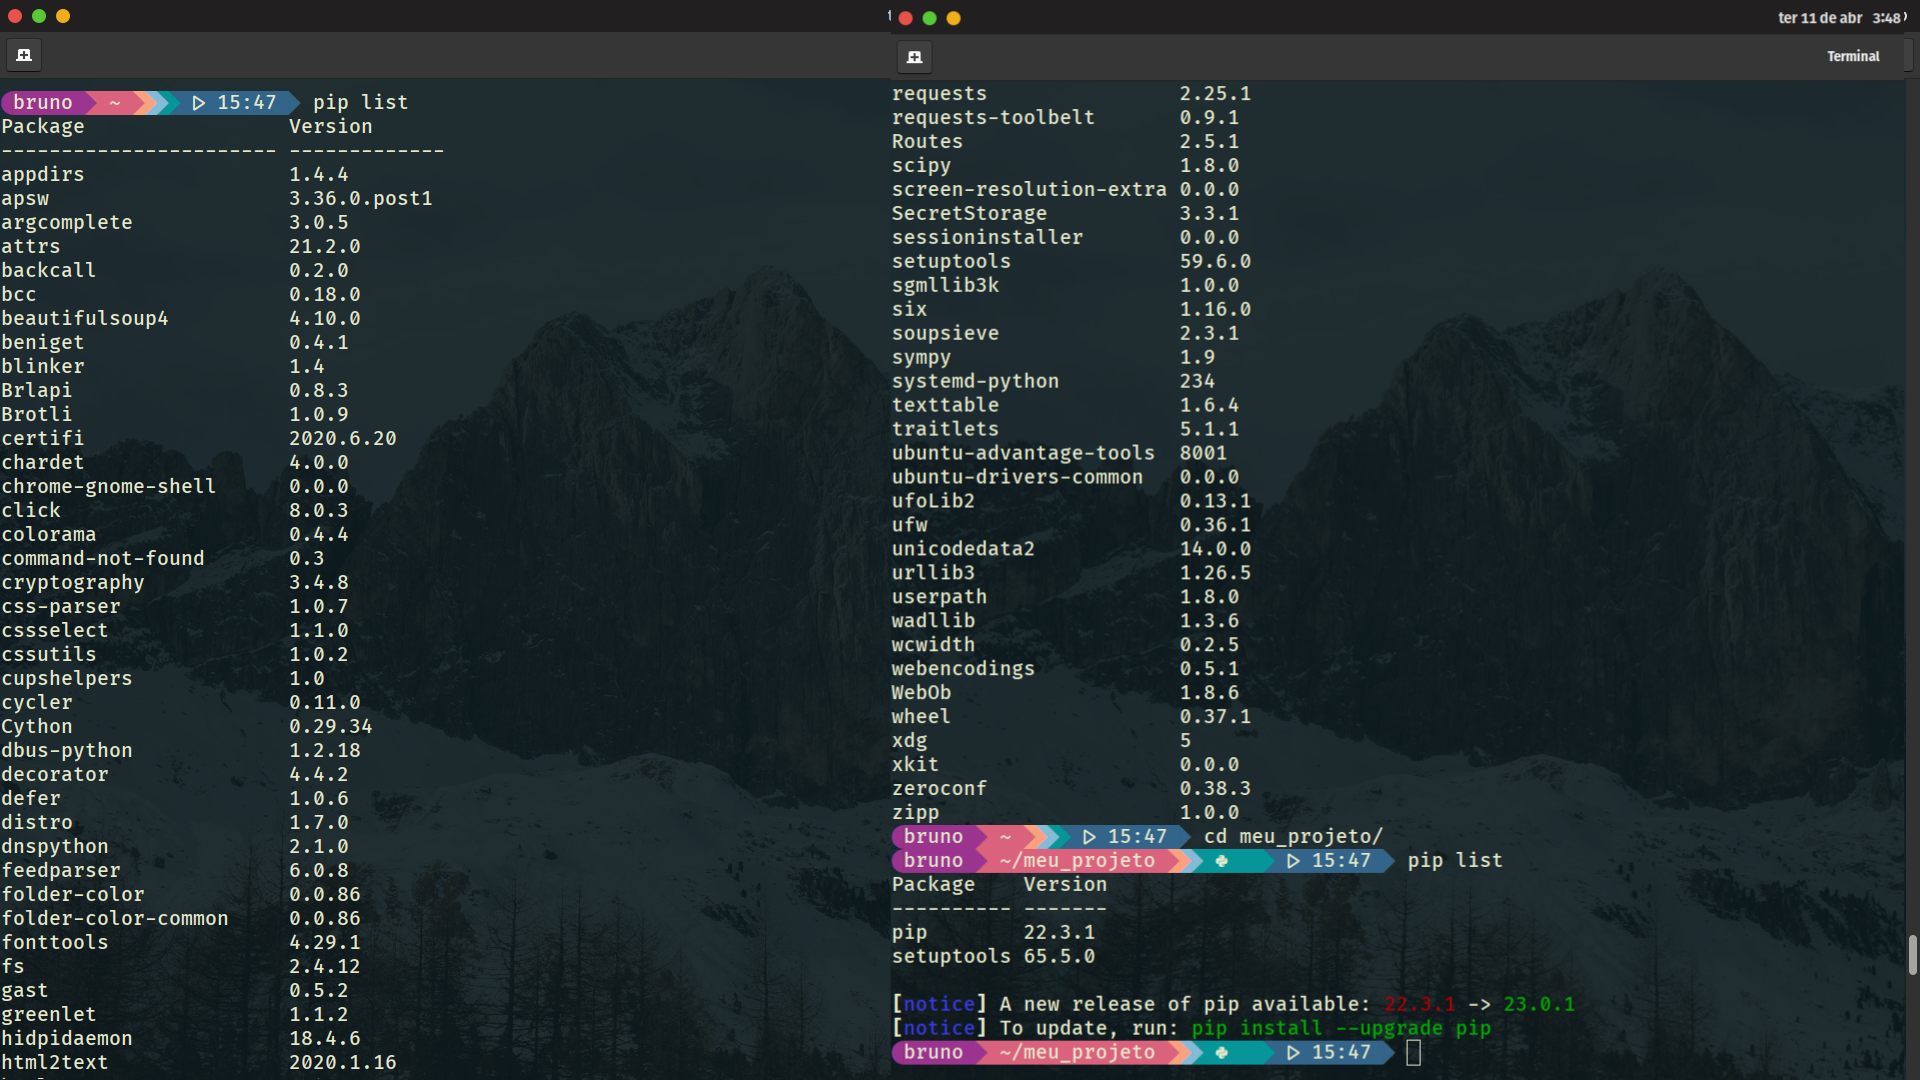 bruno ~ 15:47 pip list
Package Version
----------------------- -------------
appdirs 1.4.4
apsw 3.36.0.post1
argcomplete 3.0.5
attrs 21.2.0
backcall 0.2.0
bcc 0.18.0
beautifulsoup4 4.10.0
beniget 0.4.1
blinker 1.4
Brlapi 0.8.3
Brotli 1.0.9
certifi 2020.6.20
chardet 4.0.0
chrome-gnome-shell 0.0.0
click 8.0.3
colorama 0.4.4
command-not-found 0.3
cryptography 3.4.8
css-parser 1.0.7
cssselect 1.1.0
cssutils 1.0.2
cupshelpers 1.0
cycler 0.11.0
Cython 0.29.34
dbus-python 1.2.18
decorator 4.4.2
defer 1.0.6
distro 1.7.0
dnspython 2.1.0
feedparser 6.0.8
folder-color 0.0.86
folder-color-common 0.0.86
fonttools 4.29.1
fs 2.4.12
gast 0.5.2
greenlet 1.1.2
hidpidaemon 18.4.6
html2text 2020.1.16
ter 11 de abr 3:48
Terminal
requests 2.25.1
requests-toolbelt 0.9.1
Routes 2.5.1
scipy 1.8.0
screen-resolution-extra 0.0.0
SecretStorage 3.3.1
sessioninstaller 0.0.0
setuptools 59.6.0
sgmllib3k 1.0.0
six 1.16.0
soupsieve 2.3.1
sympy 1.9
systemd-python 234
texttable 1.6.4
traitlets 5.1.1
ubuntu-advantage-tools 8001
ubuntu-drivers-common 0.0.0
ufoLib2 0.13.1
ufw 0.36.1
unicodedata2 14.0.0
urllib3 1.26.5
userpath 1.8.0
wadllib 1.3.6
wcwidth 0.2.5
webencodings 0.5.1
WebOb 1.8.6
wheel 0.37.1
xdg 5
xkit 0.0.0
zeroconf 0.38.3
zipp 1.0.0
bruno ~ 15:47 cd meu_projeto/
bruno ~/meu_projeto 15:47 pip list
Package Version
---------- -------
pip 22.3.1
setuptools 65.5.0
[notice] A new release of pip available: 22.3.1 -> 23.0.1
[notice] To update, run: pip install --upgrade pip
bruno ~/meu_projeto 15:47